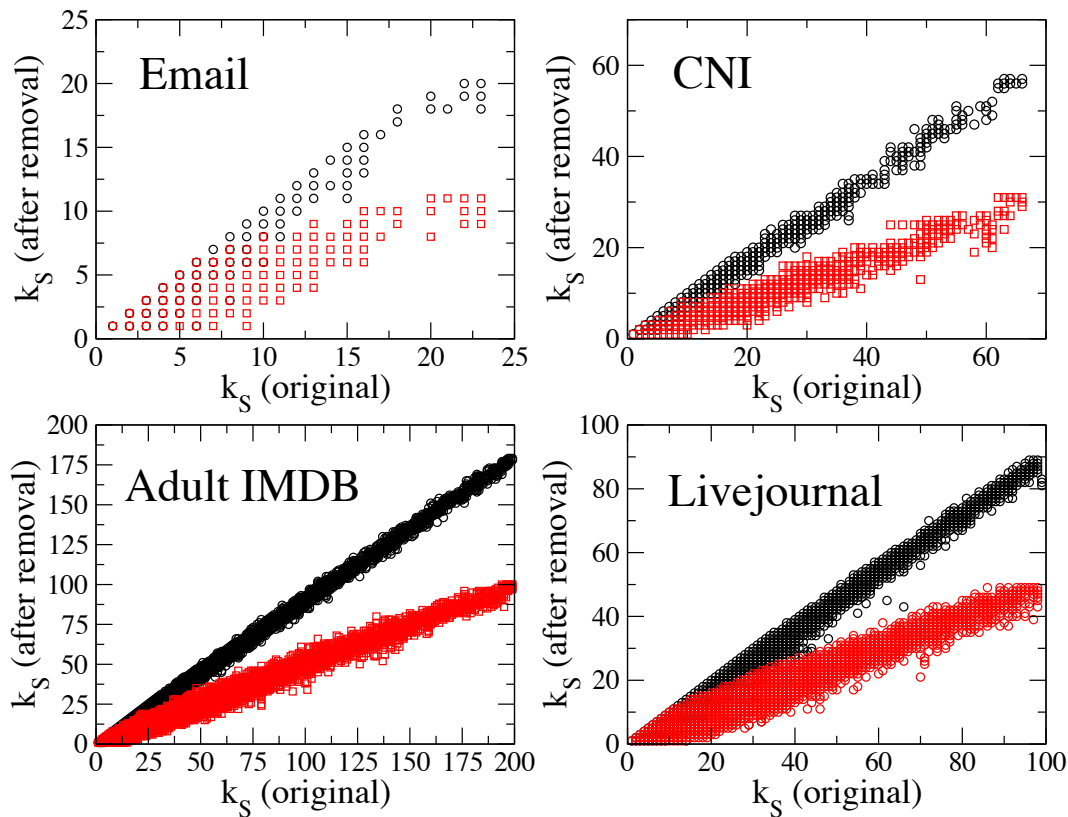 Email
k_S (after removal)
25
20
15
10
5
0
0 5 10 15 20 25
k_S (original)
CNI
k_S (after removal)
60
40
20
0
0 20 40 60
k_S (original)
Adult IMDB
k_S (after removal)
200
175
150
125
100
75
50
25
0
0 25 50 75 100 125 150 175 200
k_S (original)
Livejournal
k_S (after removal)
100
80
60
40
20
0
0 20 40 60 80 100
k_S (original)